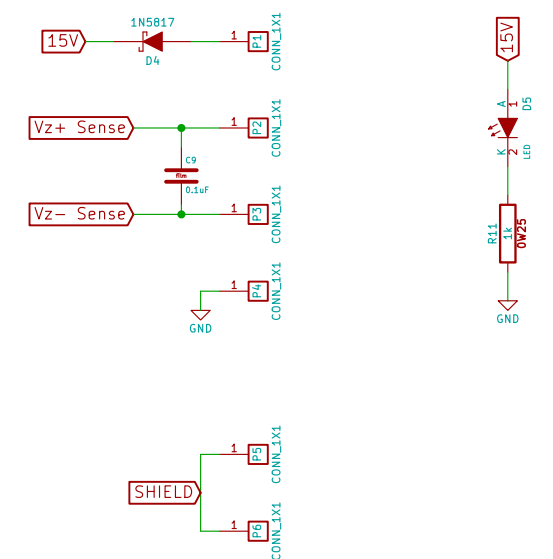 1N5817
15V
D4
1
P1
CONN_1X1
Vz+ Sense
1
P2
CONN_1X1
C9
film
0.1uF
Vz- Sense
1
P3
CONN_1X1
1
P4
CONN_1X1
GND
SHIELD
1
P5
CONN_1X1
1
P6
CONN_1X1
15V
A
1
D5
K
2
LED
R11
1k
0W25
GND